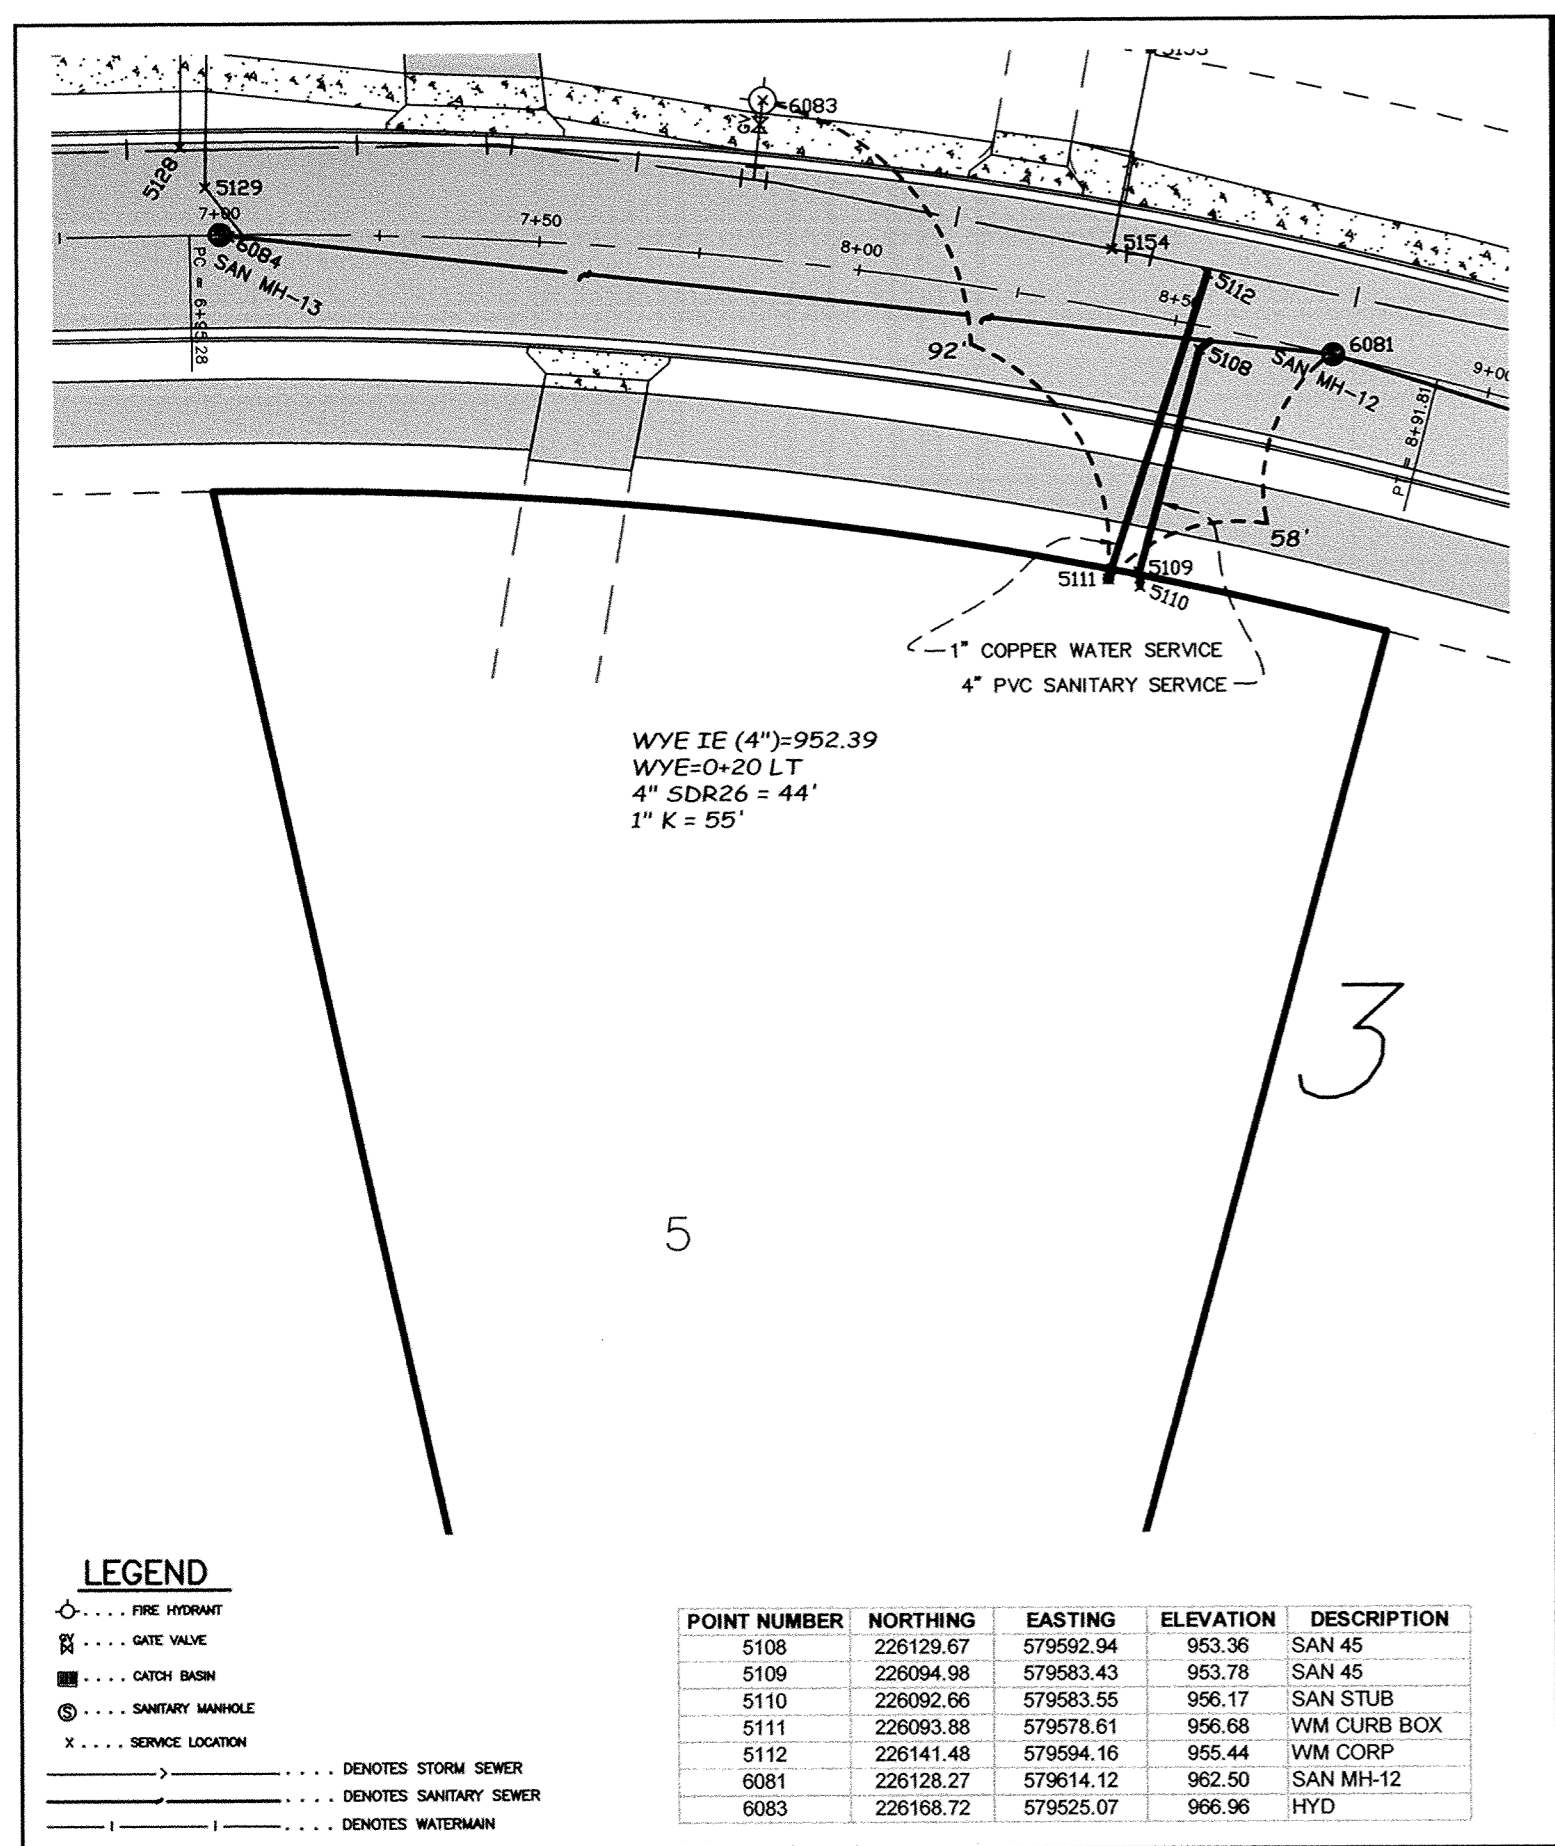 5153
6083
GV
5128
5129
7+00
7+50
6084
SAN MH-13
PC = 6+95.28
8+00
5154
5112
8+50
92'
5108
6081
SAN MH-12
9+00
PT = 8+91.81
58'
5109
5111
5110
1" COPPER WATER SERVICE
4" PVC SANITARY SERVICE
WYE IE (4")=952.39
WYE=0+20 LT
4" SDR26 = 44'
1" K = 55'
3
5
LEGEND
.... FIRE HYDRANT
GV .... GATE VALVE
.... CATCH BASIN
S .... SANITARY MANHOLE
X .... SERVICE LOCATION
.... DENOTES STORM SEWER
.... DENOTES SANITARY SEWER
.... DENOTES WATERMAIN
POINT NUMBER NORTHING EASTING ELEVATION DESCRIPTION
5108 226129.67 579592.94 953.36 SAN 45
5109 226094.98 579583.43 953.78 SAN 45
5110 226092.66 579583.55 956.17 SAN STUB
5111 226093.88 579578.61 956.68 WM CURB BOX
5112 226141.48 579594.16 955.44 WM CORP
6081 226128.27 579614.12 962.50 SAN MH-12
6083 226168.72 579525.07 966.96 HYD